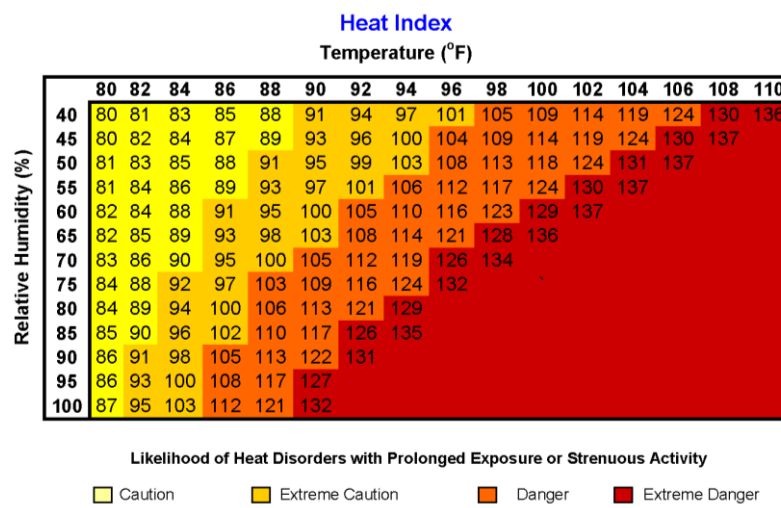 Heat Index
Temperature (°F)
80 82 84 86 88 90 92 94 96 98 100 102 104 106 108 110
Relative Humidity (%)
40 80 81 83 85 88 91 94 97 101 105 109 114 119 124 130 136
45 80 82 84 87 89 93 96 100 104 109 114 119 124 130 137
50 81 83 85 88 91 95 99 103 108 113 118 124 131 137
55 81 84 86 89 93 97 101 106 112 117 124 130 137
60 82 84 88 91 95 100 105 110 116 123 129 137
65 82 85 89 93 98 103 108 114 121 128 136
70 83 86 90 95 100 105 112 119 126 134
75 84 88 92 97 103 109 116 124 132
80 84 89 94 100 106 113 121 129
85 85 90 96 102 110 117 126 135
90 86 91 98 105 113 122 131
95 86 93 100 108 117 127
100 87 95 103 112 121 132
Likelihood of Heat Disorders with Prolonged Exposure or Strenuous Activity
Caution Extreme Caution Danger Extreme Danger